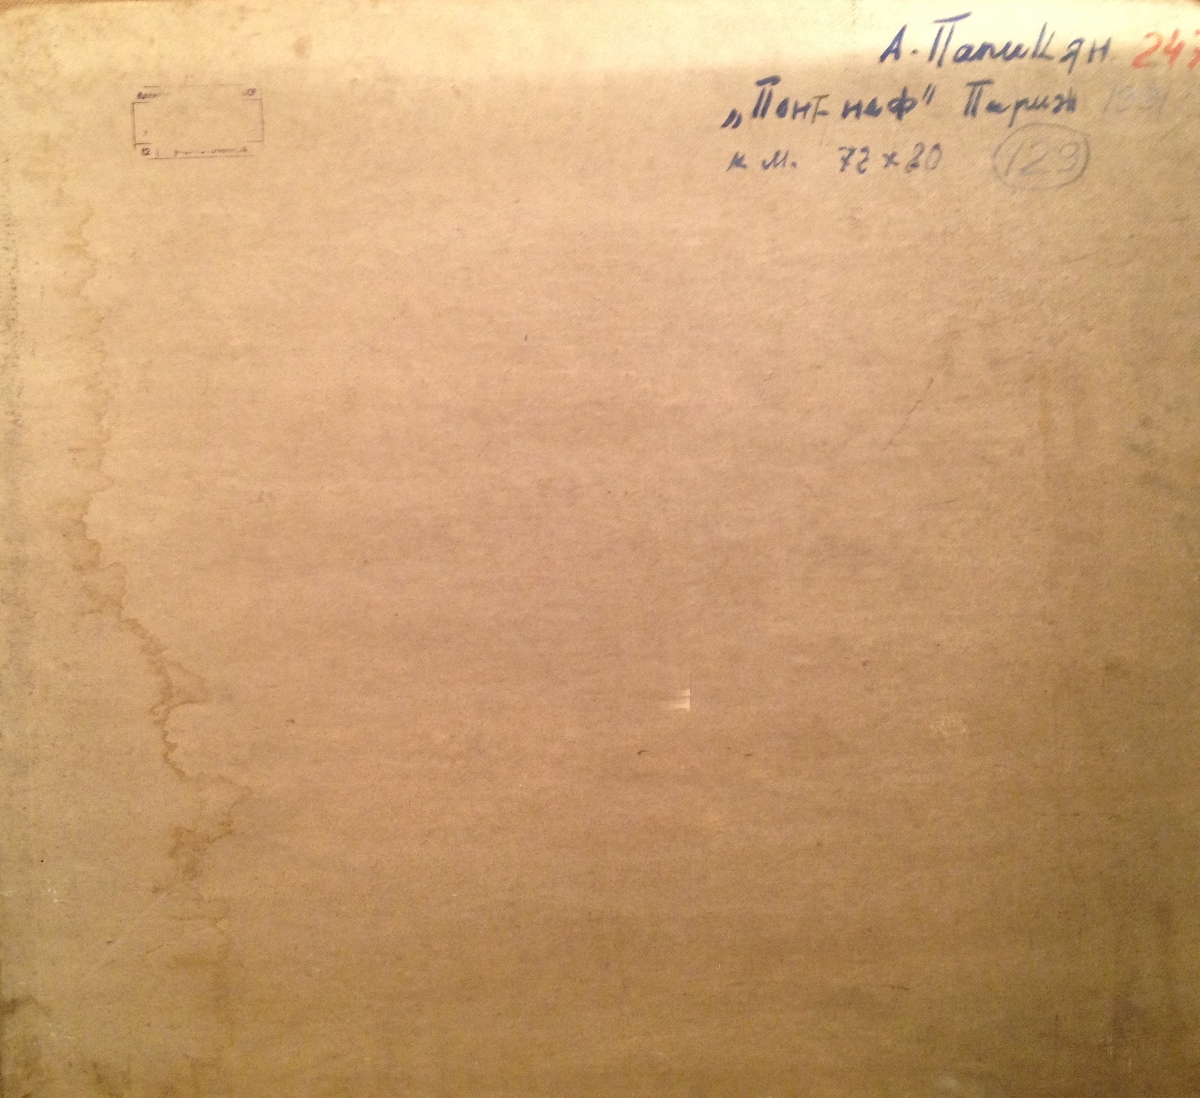 А. Папикян 247
„Понт-неф" Париж
к м. 72 x 80 129